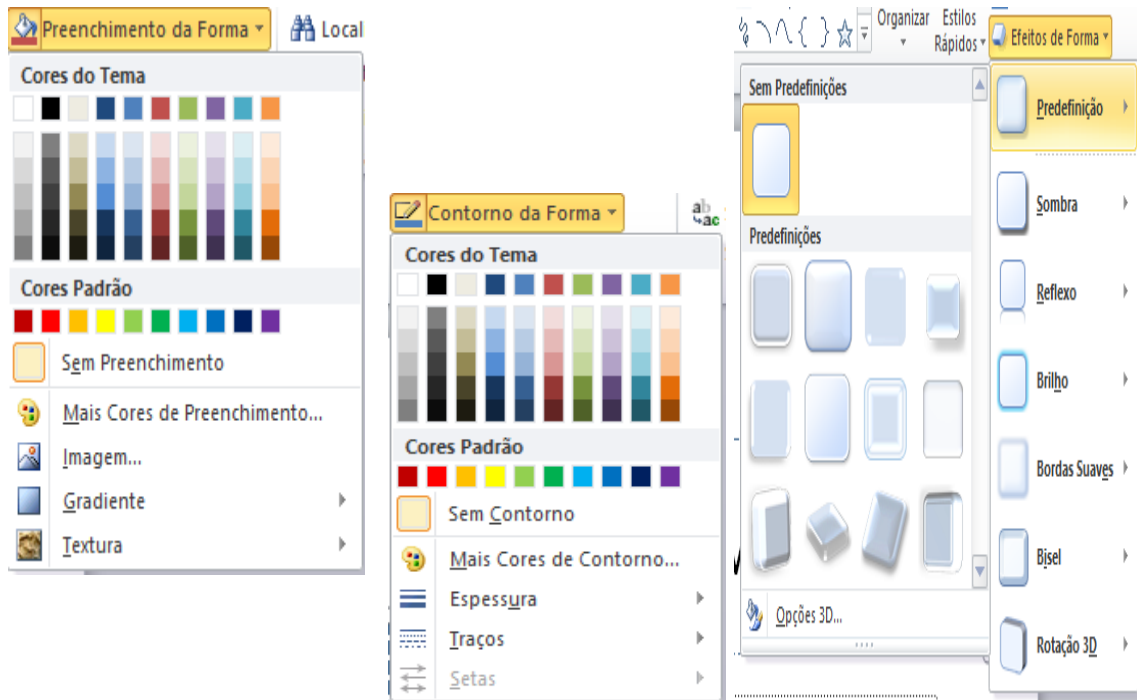 Preenchimento da Forma
Local
Cores do Tema
Cores Padrão
Sem Preenchimento
Mais Cores de Preenchimento...
Imagem...
Gradiente
Textura
Contorno da Forma
ab
ac
Cores do Tema
Cores Padrão
Sem Contorno
Mais Cores de Contorno...
Espessura
Traços
Setas
Organizar
Estilos
Rápidos
Efeitos de Forma
Sem Predefinições
Predefinições
Opções 3D...
Predefinição
Sombra
Reflexo
Brilho
Bordas Suaves
Bisel
Rotação 3D